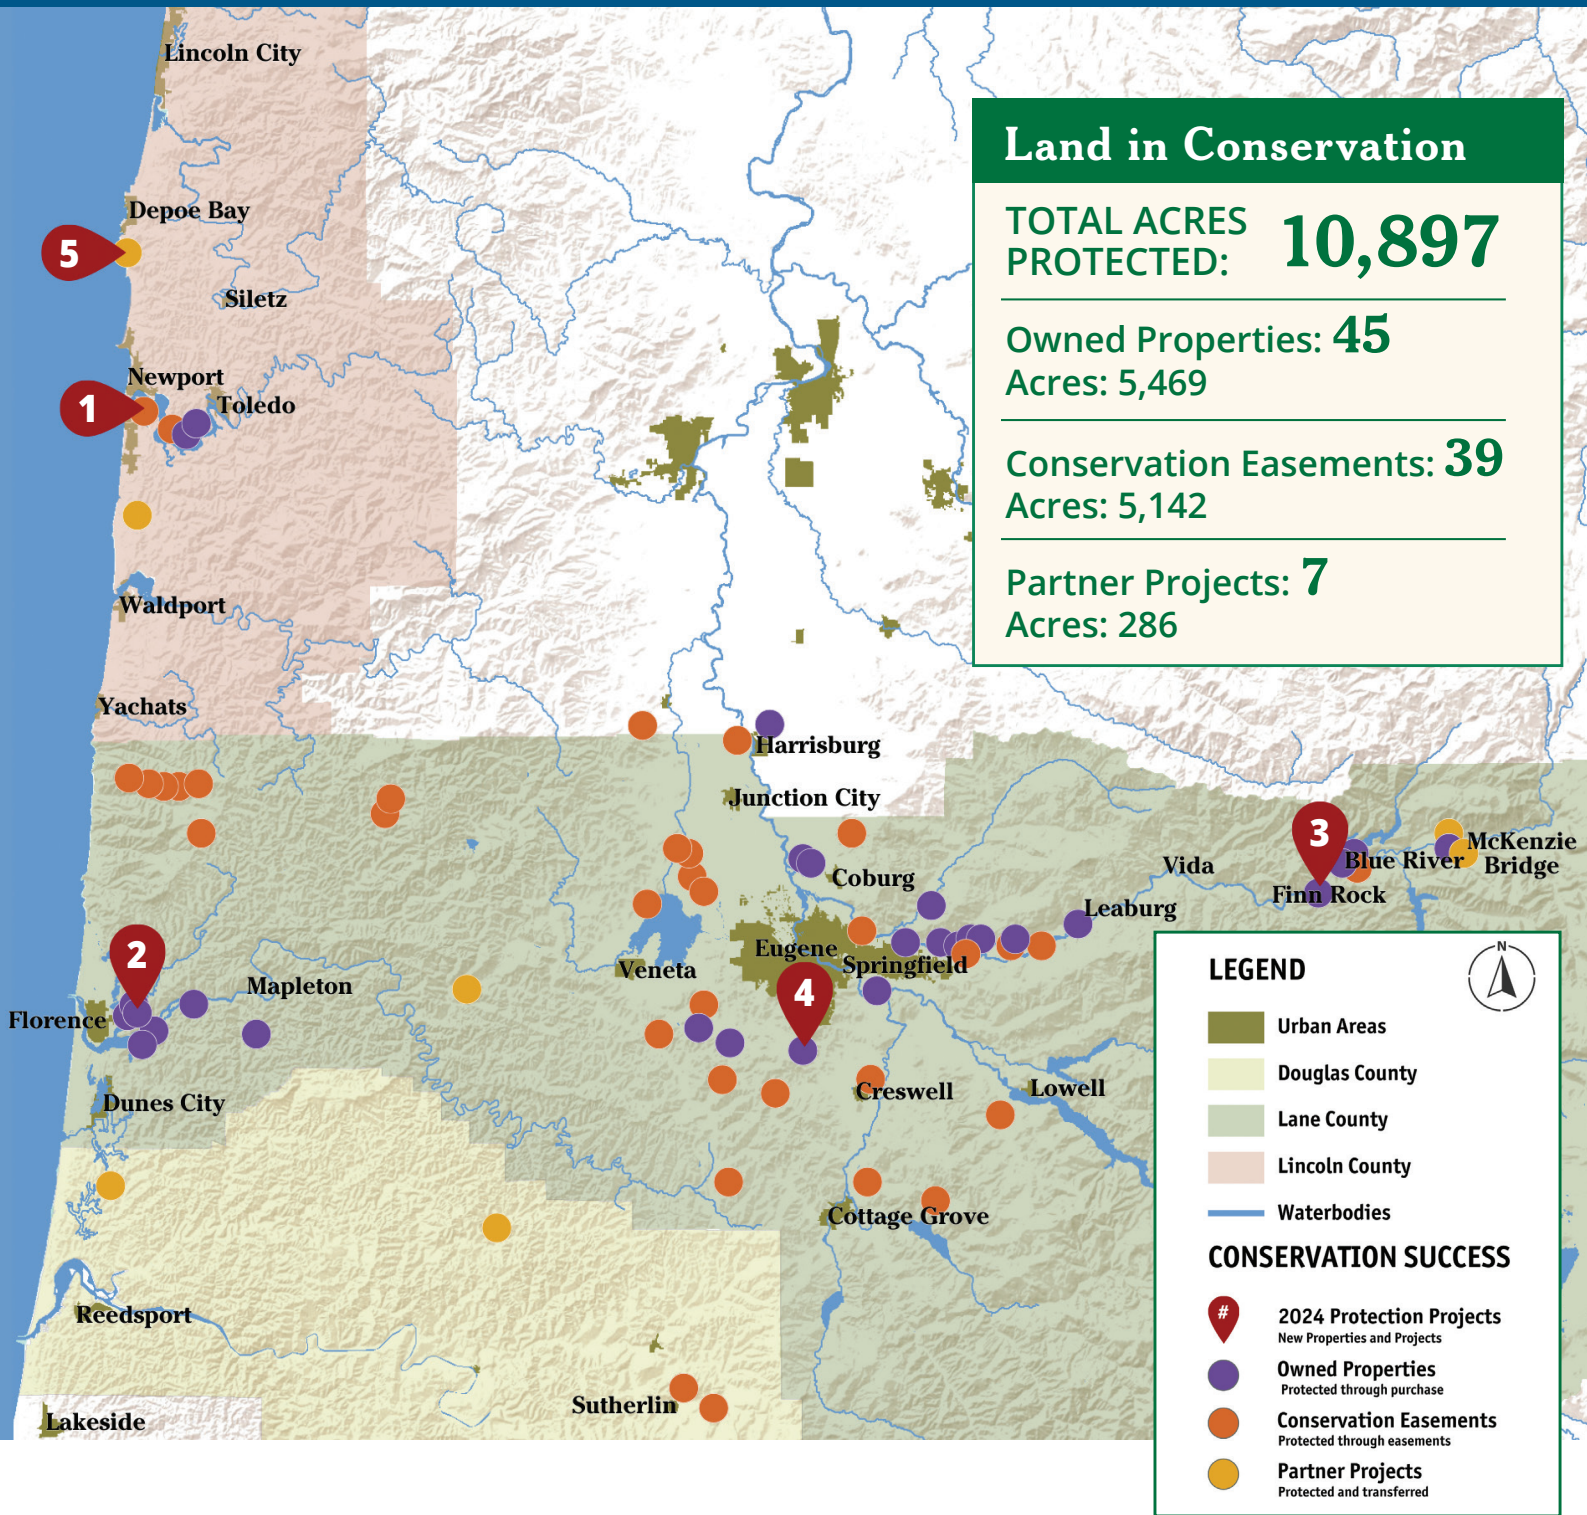 Lincoln City
Depoe Bay
5
Siletz
Newport
1
Toledo
Waldport
Yachats
Land in Conservation
TOTAL ACRES
PROTECTED: 10,897
Owned Properties: 45
Acres: 5,469
Conservation Easements: 39
Acres: 5,142
Partner Projects: 7
Acres: 286
Harrisburg
Junction City
Coburg
3
McKenzie
Bridge
Blue River
Vida
Finn Rock
Leaburg
Eugene
Springfield
Veneta
4
2
Mapleton
Florence
Dunes City
Creswell
Lowell
Cottage Grove
Reedsport
Sutherlin
Lakeside
LEGEND
N
Urban Areas
Douglas County
Lane County
Lincoln County
Waterbodies
CONSERVATION SUCCESS
#
2024 Protection Projects
New Properties and Projects
Owned Properties
Protected through purchase
Conservation Easements
Protected through easements
Partner Projects
Protected and transferred